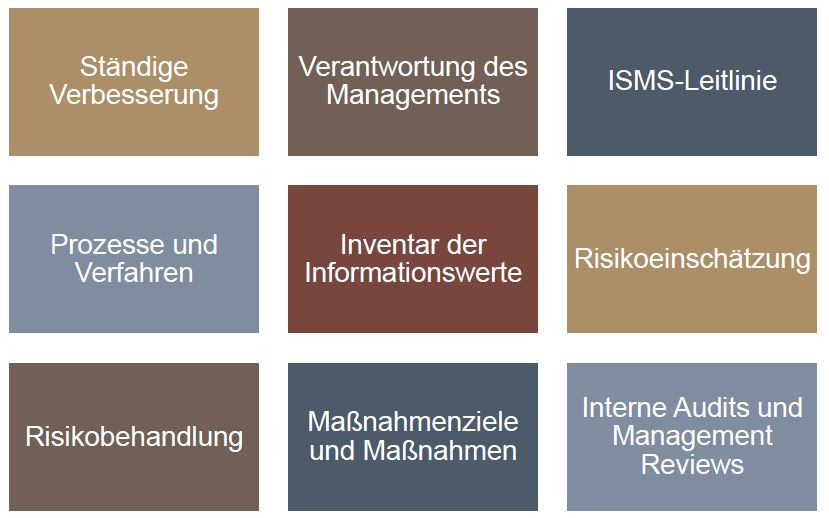 Ständige
Verbesserung
Verantwortung des
Managements
ISMS-Leitlinie
Prozesse und
Verfahren
Inventar der
Informationswerte
Risikoeinschätzung
Risikobehandlung
Maßnahmenziele
und Maßnahmen
Interne Audits und
Management
Reviews